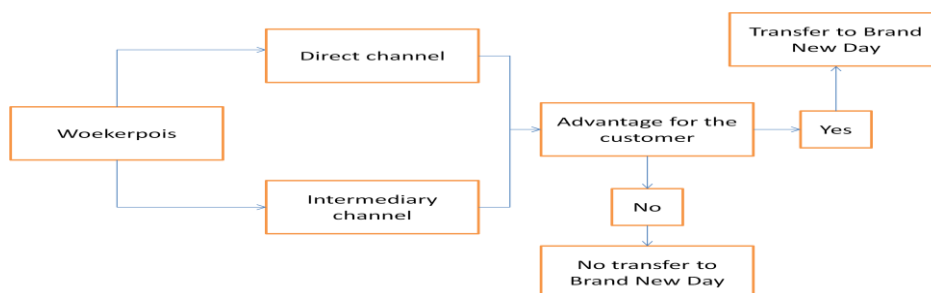 Transfer to Brand
New Day
Direct channel
Woekerpois
Advantage for the
customer
Yes
Intermediary
channel
No
No transfer to
Brand New Day